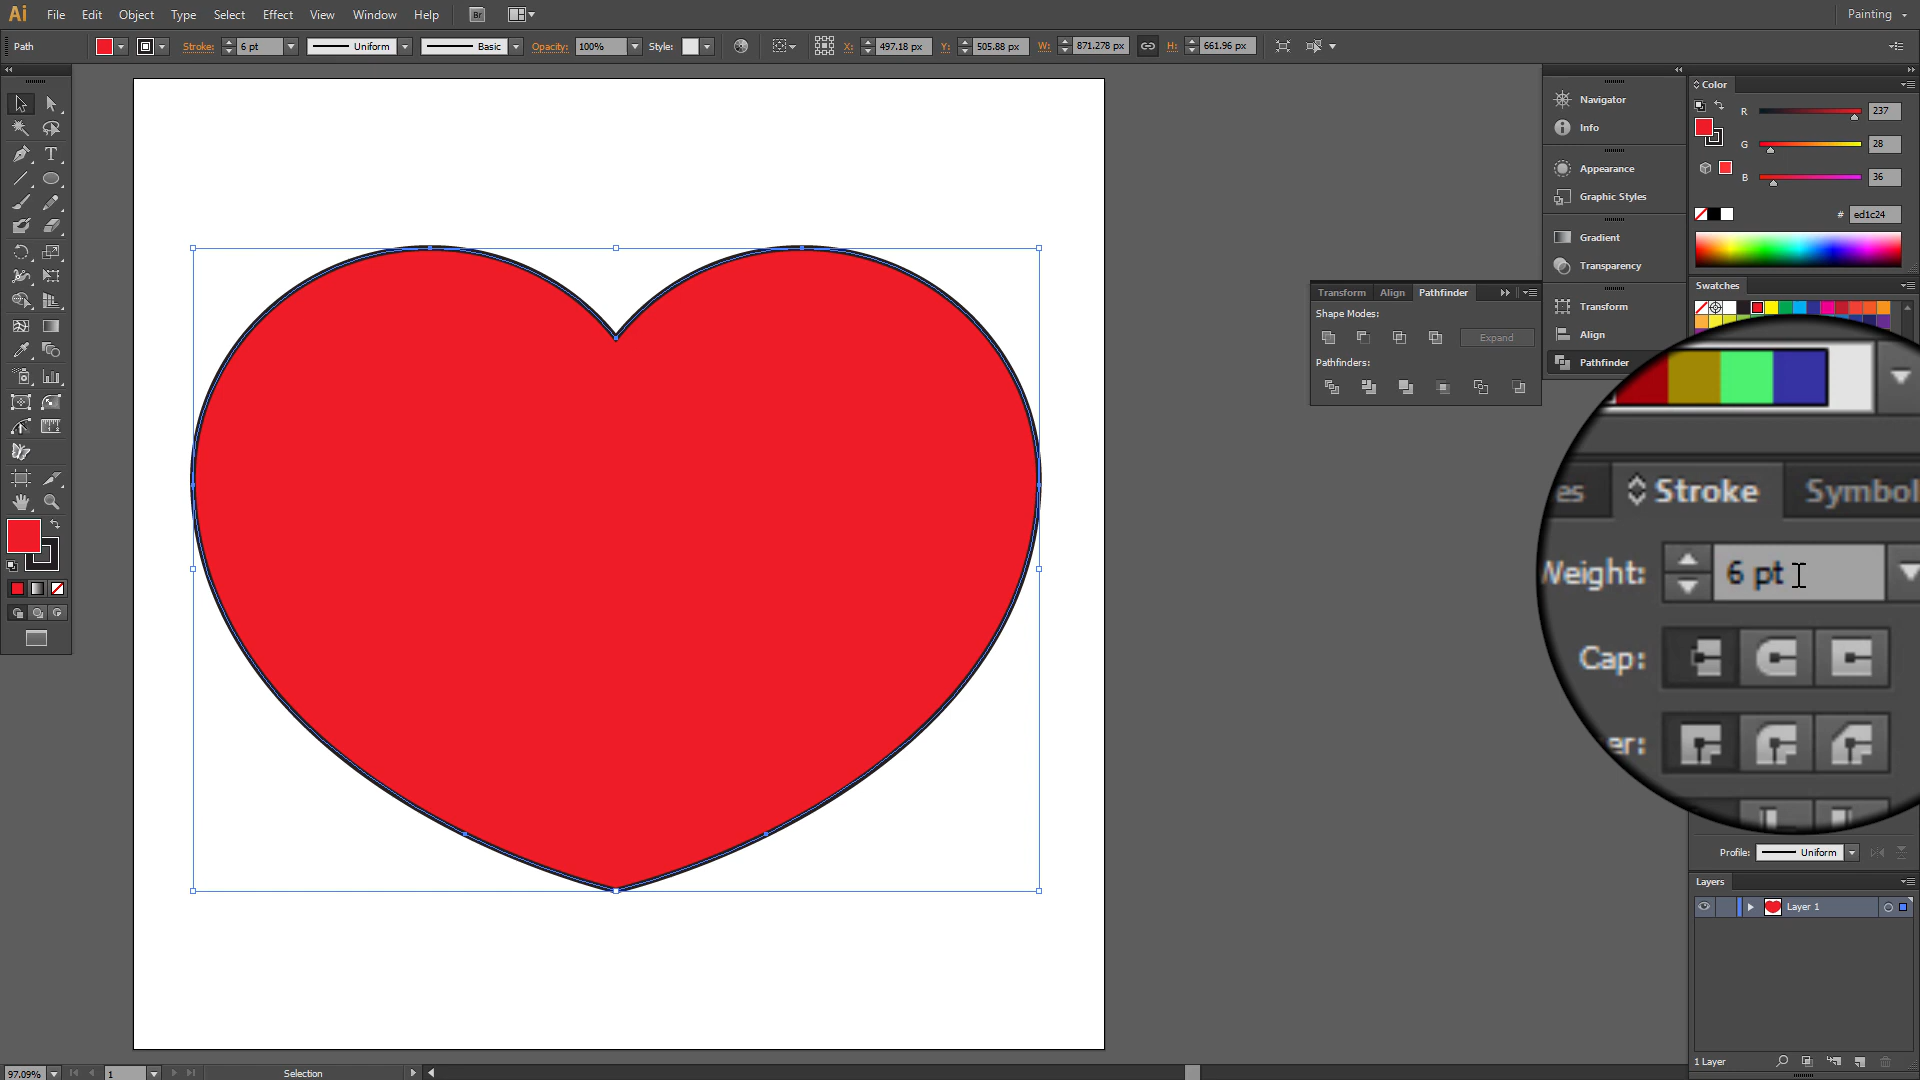 Ai File Edit Object Type Select Effect View Window Help Br Painting
Path Stroke: 6 pt Uniform Basic Opacity: 100% Style: X: 497.18 px Y: 505.88 px W: 871.278 px H: 661.96 px
Navigator
Info
Appearance
Graphic Styles
Gradient
Transparency
Transform
Align
Pathfinder
Color
R 237
G 28
B 36
# ed1c24
Swatches
Transform Align Pathfinder
Shape Modes:
Expand
Pathfinders:
es Stroke Symbol
Weight: 6 pt
Cap:
er:
Profile: Uniform
Layers
Layer 1
1 Layer
97.09% 1 Selection